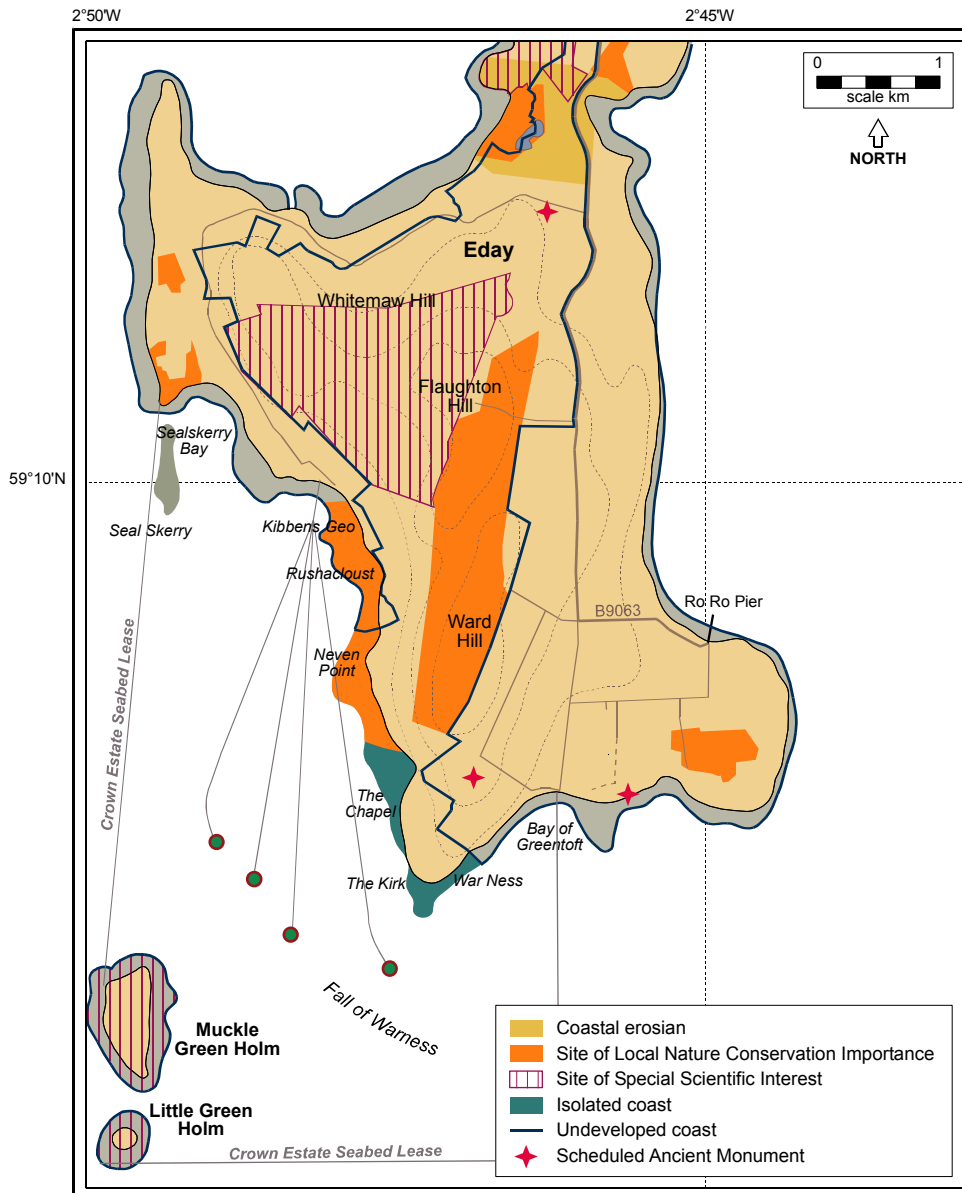 2°50'W
2°45'W
0 1
scale km
NORTH
Eday
Whitemaw Hill
Flaughton
Hill
Sealskerry
Bay
59°10'N
Seal Skerry
Kibbens Geo
Rushacloust
B9063
Ro Ro Pier
Ward
Hill
Neven
Point
Crown Estate Seabed Lease
The
Chapel
Bay of
Greentoft
The Kirk
War Ness
Fall of Warness
Muckle
Green Holm
Little Green
Holm
Crown Estate Seabed Lease
Coastal erosian
Site of Local Nature Conservation Importance
Site of Special Scientific Interest
Isolated coast
Undeveloped coast
Scheduled Ancient Monument